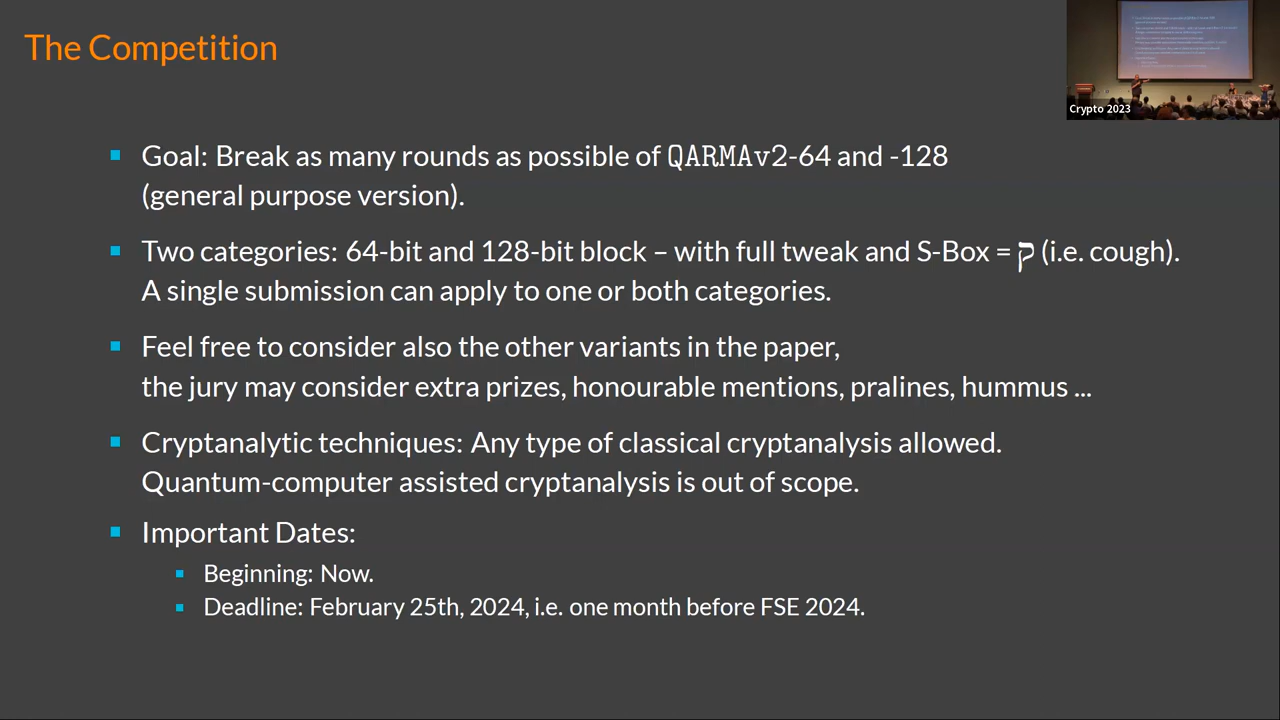 The Competition
Crypto 2023
Goal: Break as many rounds as possible of QARMAv2-64 and -128
(general purpose version).
Two categories: 64-bit and 128-bit block – with full tweak and S-Box = ק (i.e. cough).
A single submission can apply to one or both categories.
Feel free to consider also the other variants in the paper,
the jury may consider extra prizes, honourable mentions, pralines, hummus ...
Cryptanalytic techniques: Any type of classical cryptanalysis allowed.
Quantum-computer assisted cryptanalysis is out of scope.
Important Dates:
Beginning: Now.
Deadline: February 25th, 2024, i.e. one month before FSE 2024.